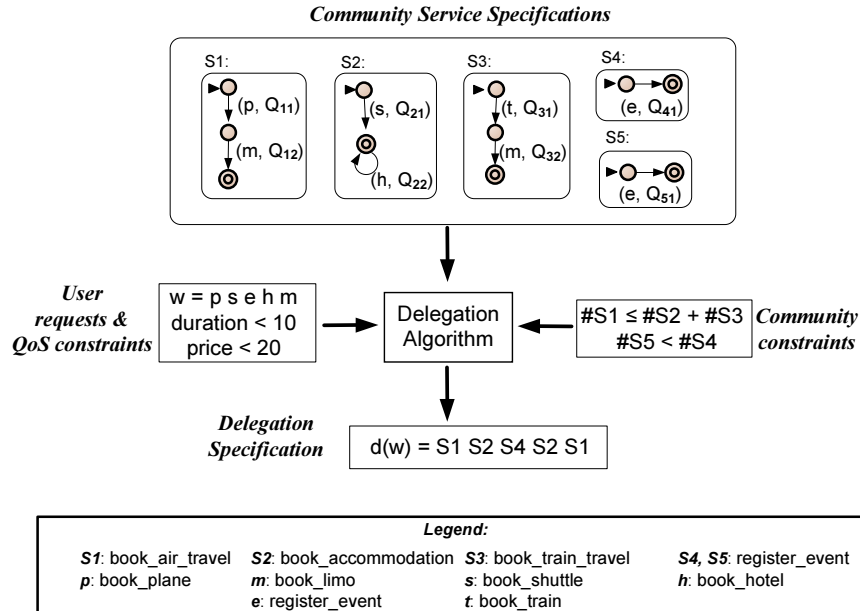 Community Service Specifications
S1: S2: S3: S4:
(p, Q11) (s, Q21) (t, Q31) (e, Q41)
(m, Q12) (h, Q22) (m, Q32) S5:
(e, Q51)
User
requests &
QoS constraints
w = p s e h m
duration < 10
price < 20
Delegation
Algorithm
#S1 ≤ #S2 + #S3
#S5 < #S4
Community
constraints
Delegation
Specification
d(w) = S1 S2 S4 S2 S1
Legend:
S1: book_air_travel S2: book_accommodation S3: book_train_travel S4, S5: register_event
p: book_plane m: book_limo s: book_shuttle h: book_hotel
e: register_event t: book_train